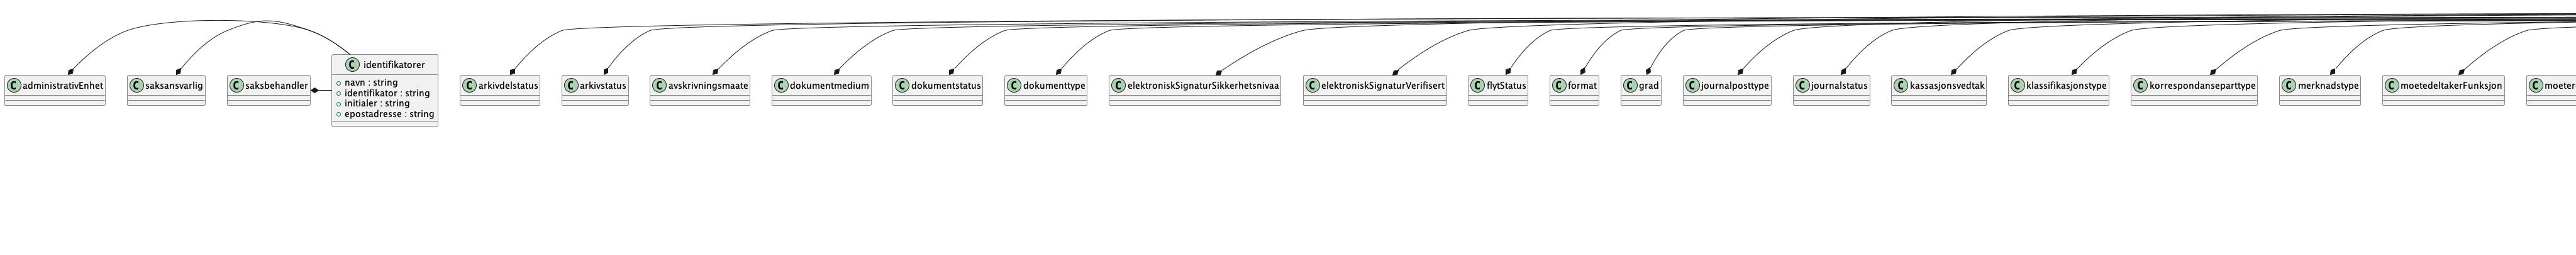 C administrativEnhet
C saksansvarlig
C saksbehandler
C identifikatorer
navn : string
identifikator : string
initialer : string
epostadresse : string
C arkivdelstatus
C arkivstatus
C avskrivningsmaate
C dokumentmedium
C dokumentstatus
C dokumenttype
C elektroniskSignaturSikkerhetsnivaa
C elektroniskSignaturVerifisert
C flytStatus
C format
C grad
C journalposttype
C journalstatus
C kassasjonsvedtak
C klassifikasjonstype
C korrespondanseparttype
C merknadstype
C moetedeltakerFunksjon
C moeter